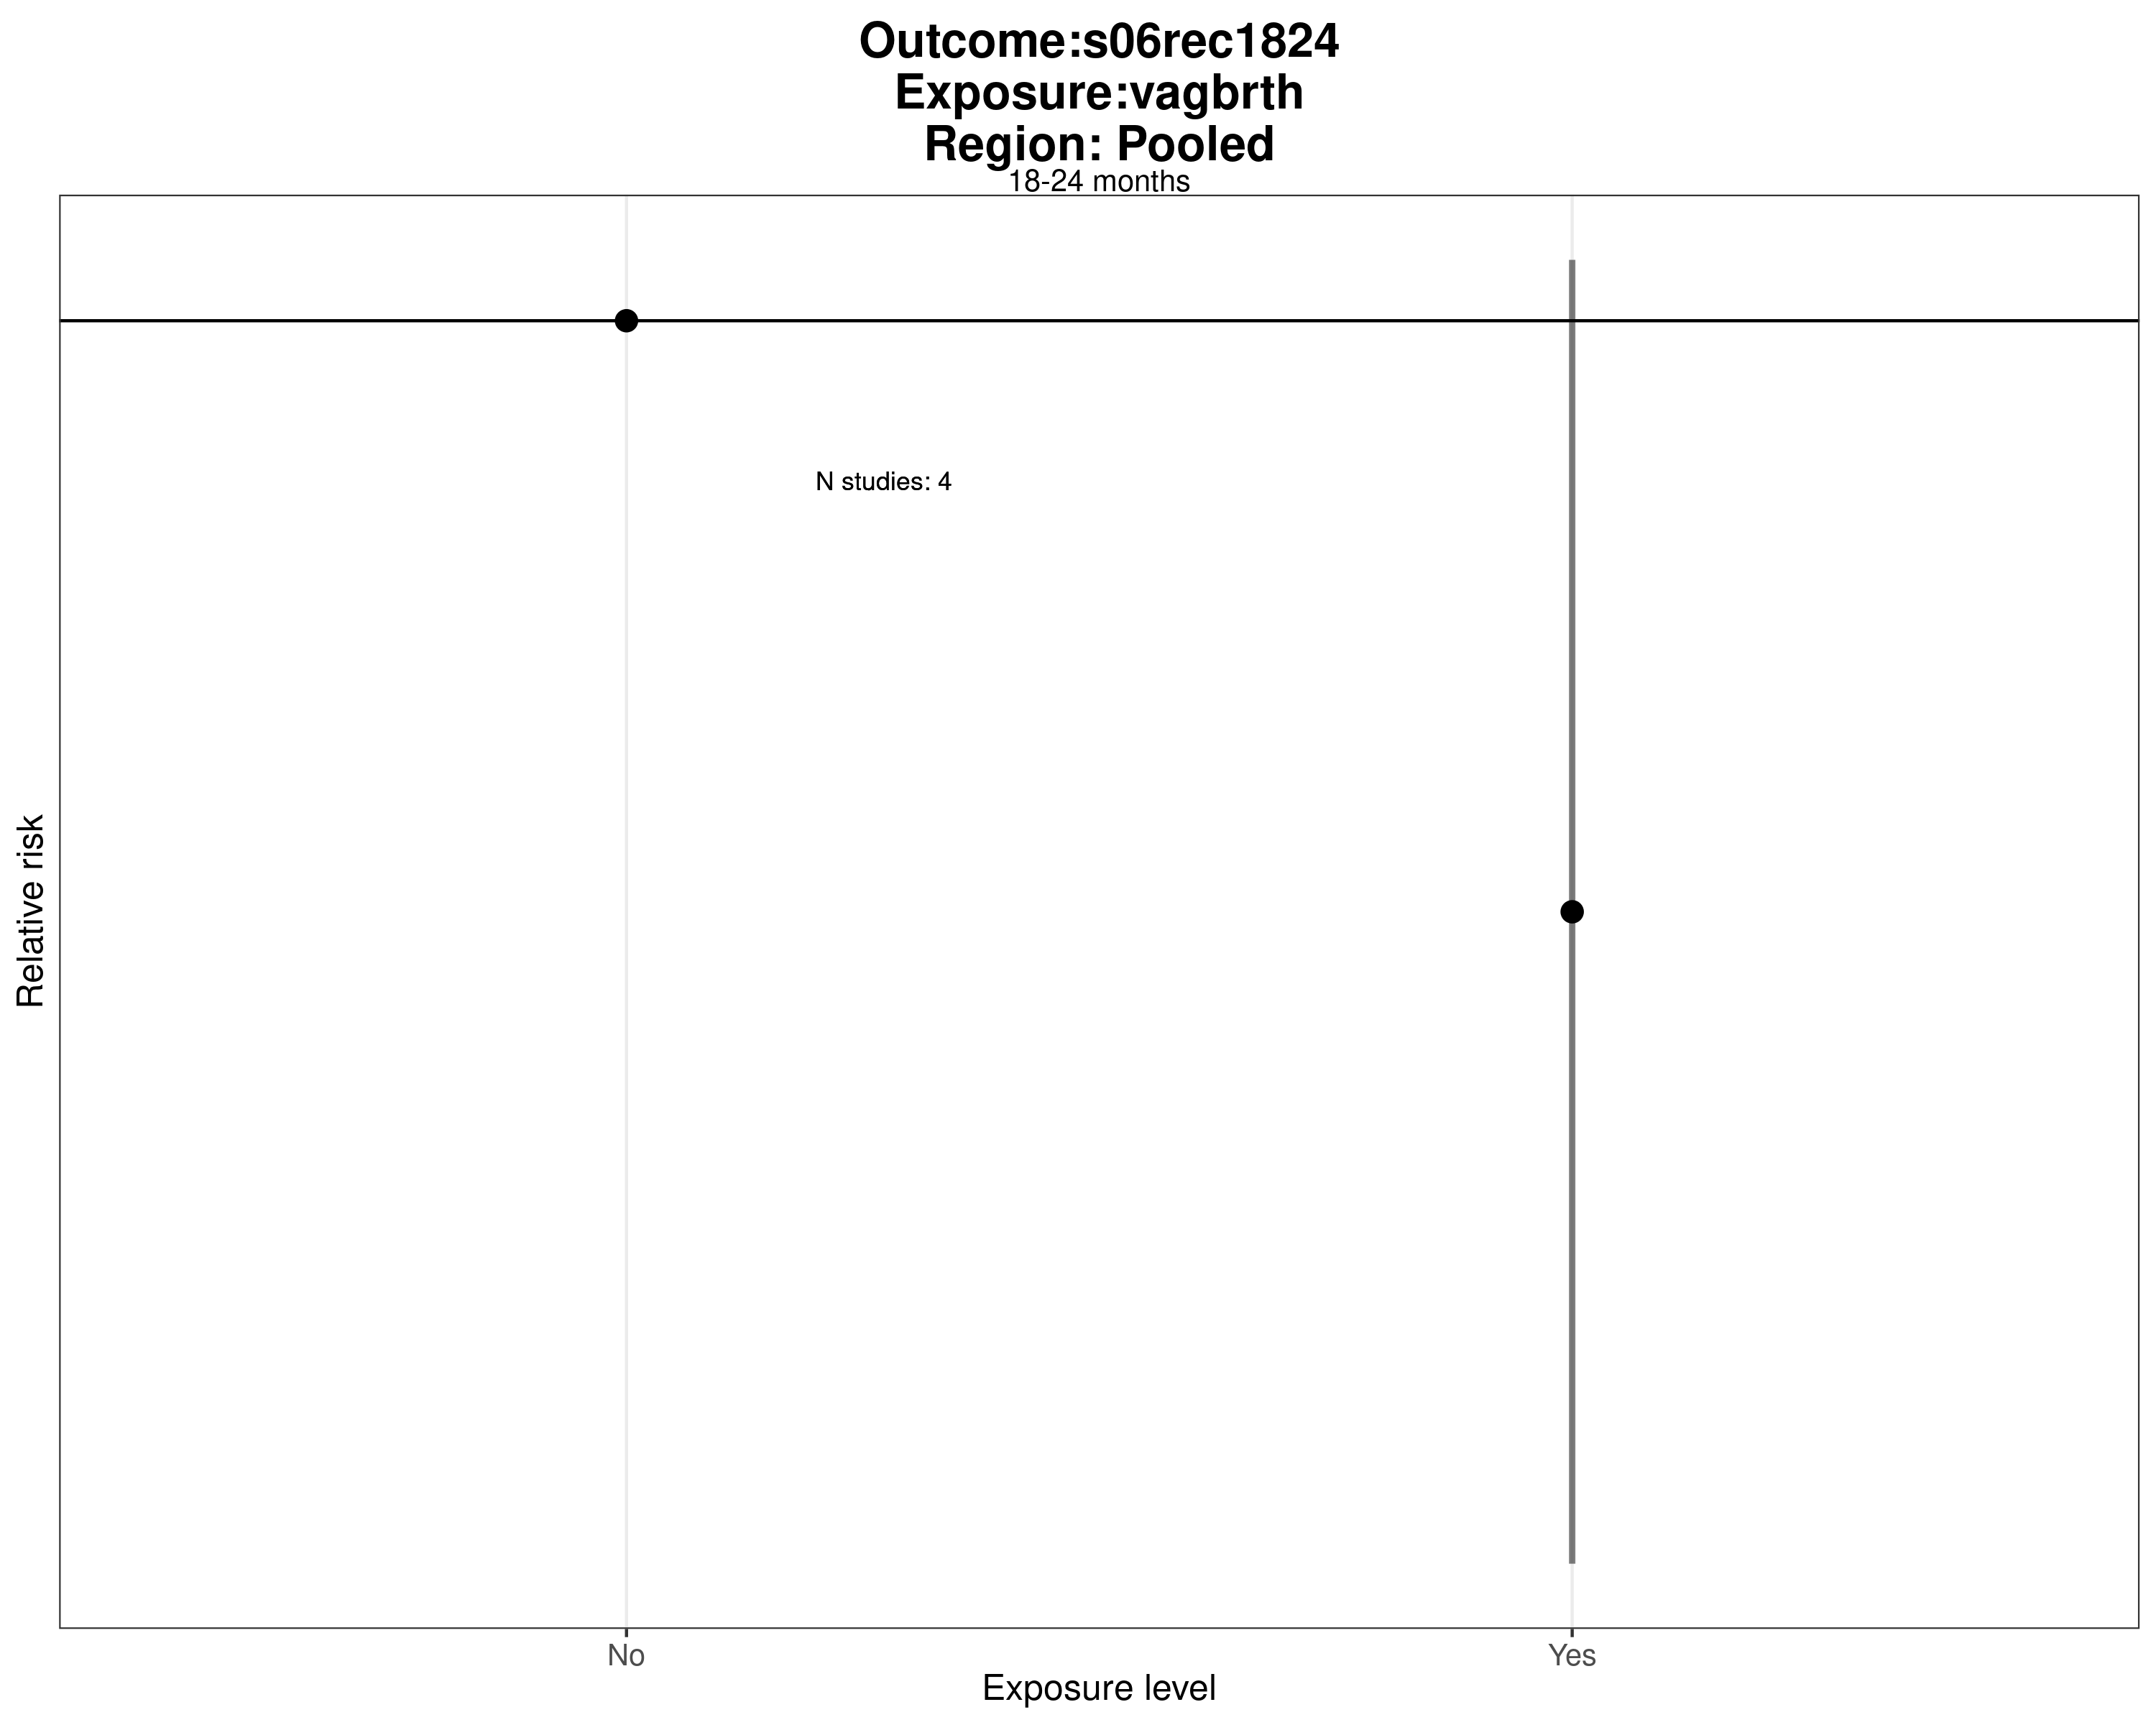 Outcome:s06rec1824
Exposure:vagbrth
Region: Pooled
18-24 months
N studies: 4
Relative risk
No
Yes
Exposure level